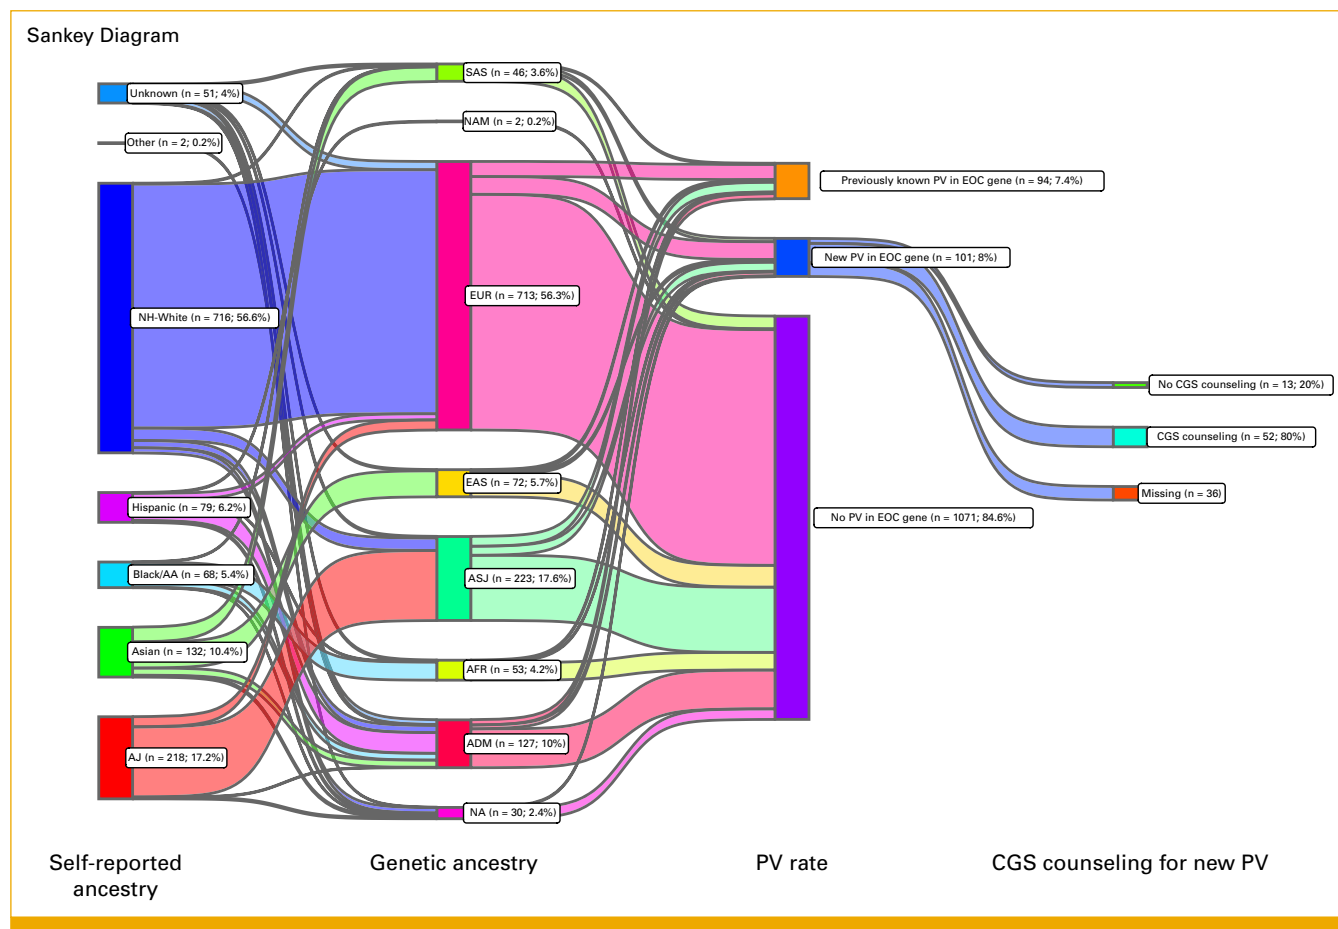 Sankey Diagram
Unknown (n = 51; 4%)
Other (n = 2; 0.2%)
NH-White (n = 716; 56.6%)
Hispanic (n = 79; 6.2%)
Black/AA (n = 68; 5.4%)
Asian (n = 132; 10.4%)
AJ (n = 218; 17.2%)
SAS (n = 46; 3.6%)
NAM (n = 2; 0.2%)
EUR (n = 713; 56.3%)
EAS (n = 72; 5.7%)
ASJ (n = 223; 17.6%)
AFR (n = 53; 4.2%)
ADM (n = 127; 10%)
NA (n = 30; 2.4%)
Previously known PV in EOC gene (n = 94; 7.4%)
New PV in EOC gene (n = 101; 8%)
No PV in EOC gene (n = 1071; 84.6%)
No CGS counseling (n = 13; 20%)
CGS counseling (n = 52; 80%)
Missing (n = 36)
Self-reported
ancestry
Genetic ancestry
PV rate
CGS counseling for new PV